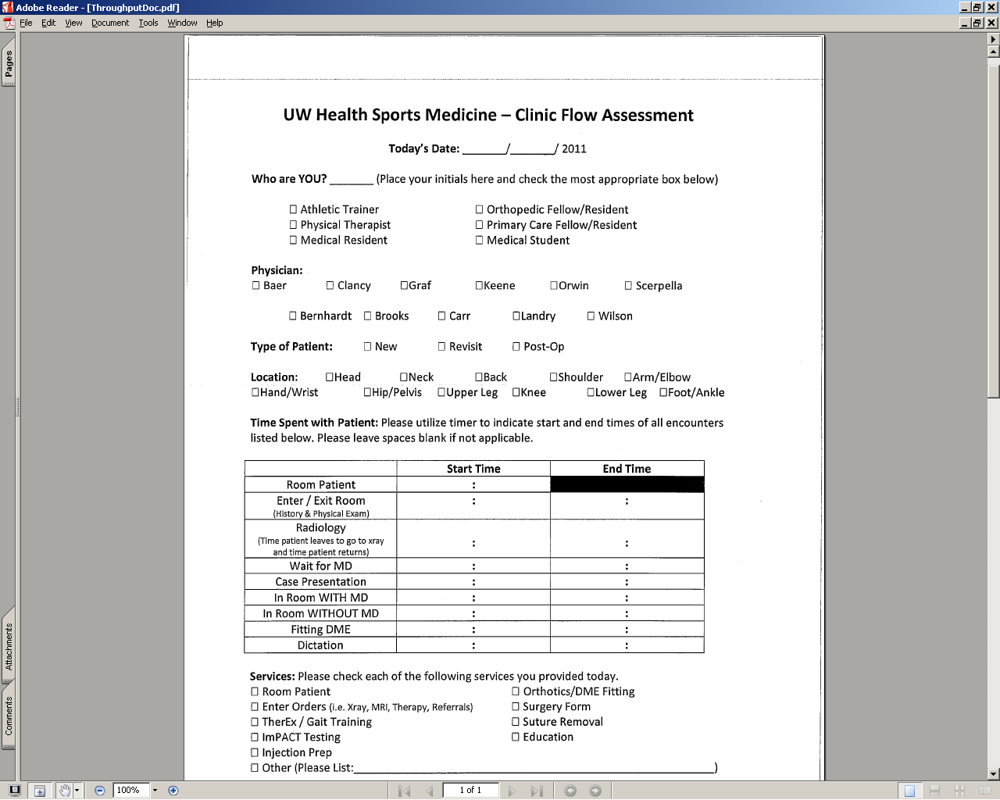 Adobe Reader - [ThroughputDoc.pdf]
File Edit View Document Tools Window Help
Pages
Attachments
Comments
UW Health Sports Medicine – Clinic Flow Assessment
Today's Date: _______/_______/ 2011
Who are YOU? _______ (Place your initials here and check the most appropriate box below)
☐ Athletic Trainer ☐ Orthopedic Fellow/Resident
☐ Physical Therapist ☐ Primary Care Fellow/Resident
☐ Medical Resident ☐ Medical Student
Physician:
☐ Baer ☐ Clancy ☐Graf ☐Keene ☐Orwin ☐ Scerpella
☐ Bernhardt ☐ Brooks ☐ Carr ☐Landry ☐ Wilson
Type of Patient: ☐ New ☐ Revisit ☐ Post-Op
Location: ☐Head ☐Neck ☐Back ☐Shoulder ☐Arm/Elbow
☐Hand/Wrist ☐Hip/Pelvis ☐Upper Leg ☐Knee ☐Lower Leg ☐Foot/Ankle
Time Spent with Patient: Please utilize timer to indicate start and end times of all encounters
listed below. Please leave spaces blank if not applicable.
Start Time End Time
Room Patient :
Enter / Exit Room : :
(History & Physical Exam)
Radiology
(Time patient leaves to go to xray : :
and time patient returns)
Wait for MD : :
Case Presentation : :
In Room WITH MD : :
In Room WITHOUT MD : :
Fitting DME : :
Dictation : :
Services: Please check each of the following services you provided today.
☐ Room Patient ☐ Orthotics/DME Fitting
☐ Enter Orders (i.e. Xray, MRI, Therapy, Referrals) ☐ Surgery Form
☐ TherEx / Gait Training ☐ Suture Removal
☐ ImPACT Testing ☐ Education
☐ Injection Prep
☐ Other (Please List:_______________________________________)
100%
1 of 1